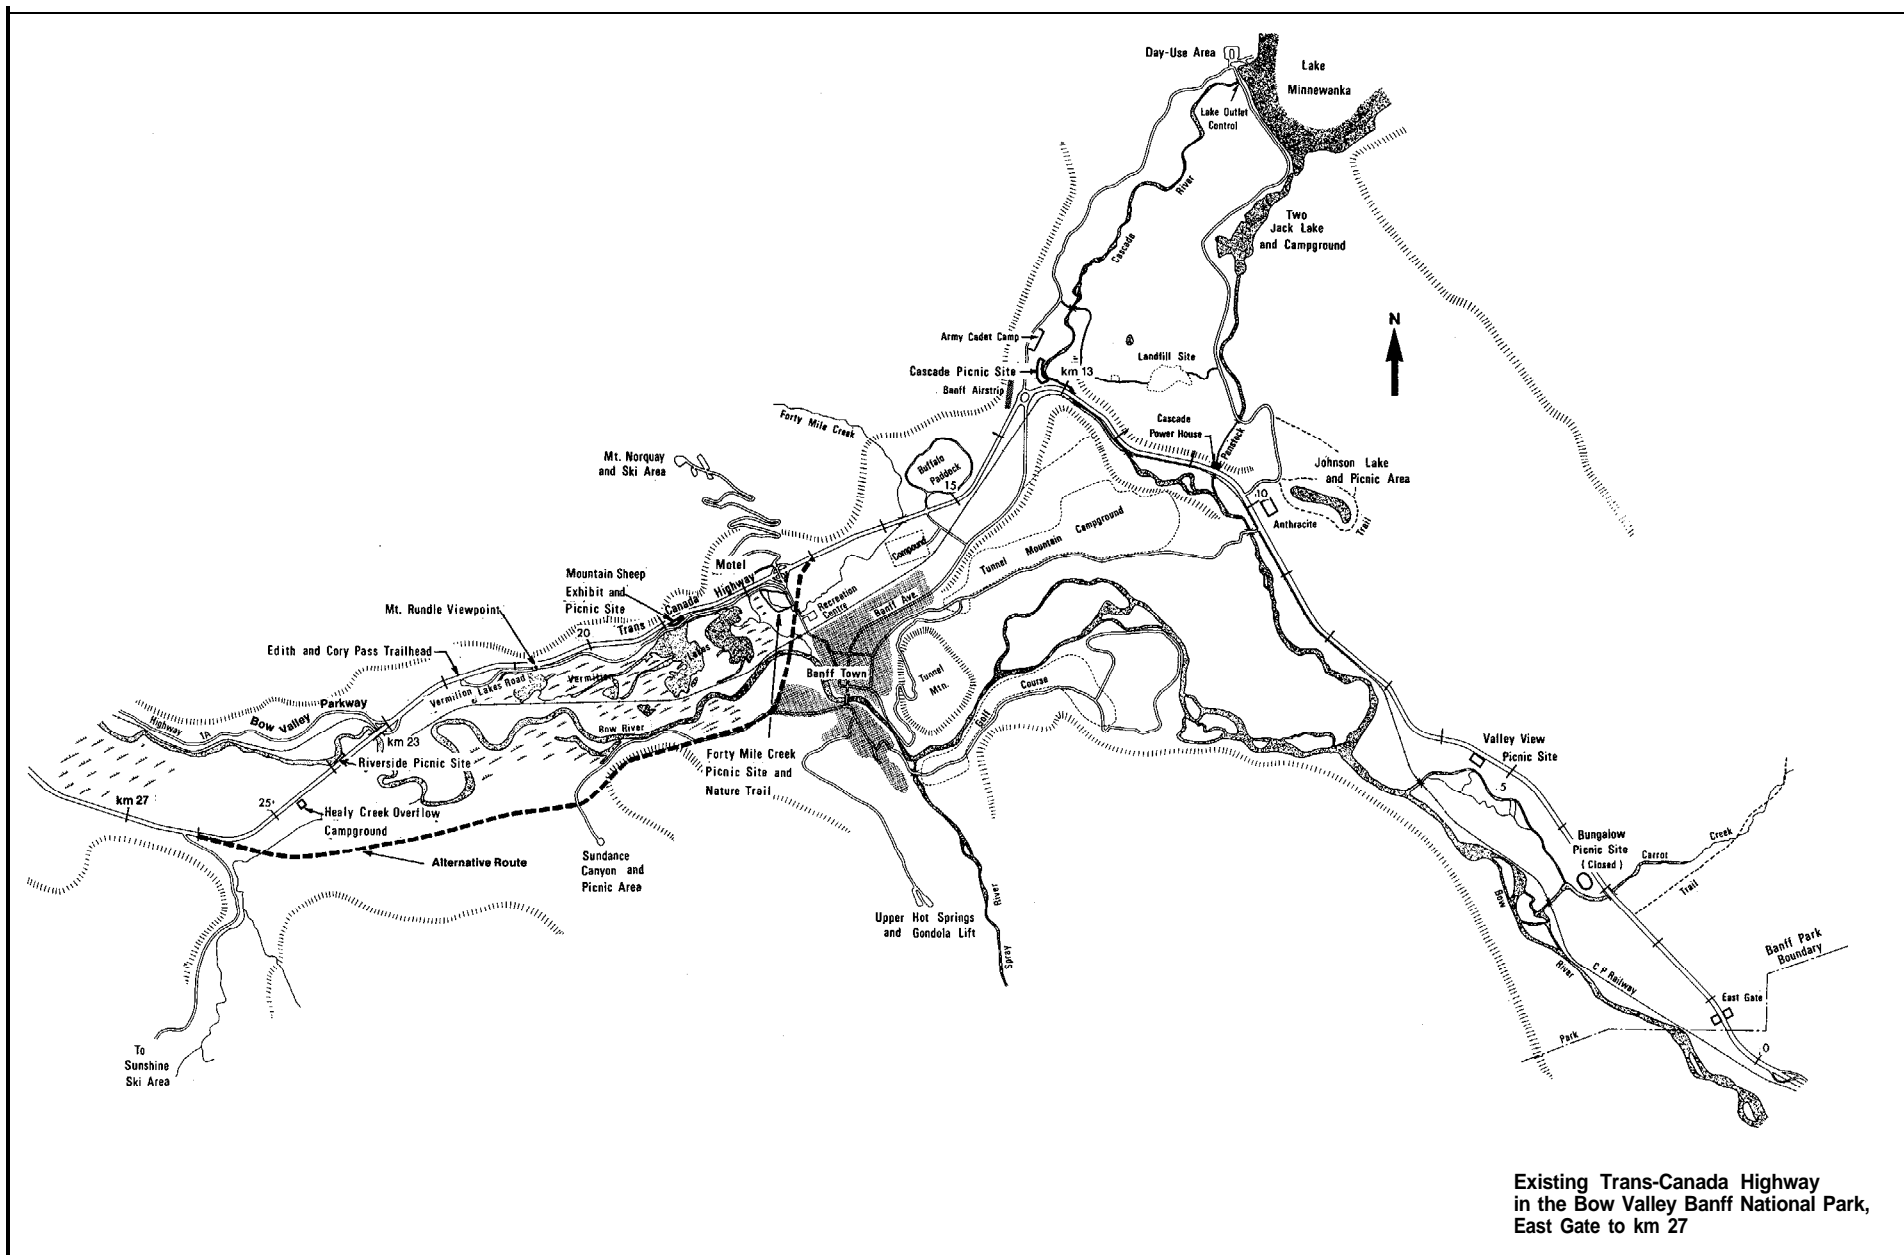 Day-Use Area
Lake
Minnewanka
Lake Outlet
Control
River
Cascade
Two
Jack Lake
and Campground
N
Army Cadet Camp
Landfill Site
Cascade Picnic Site
km 13
Banff Airstrip
Forty Mile Creek
Cascade
Power House
Penstock
Mt. Norquay
and Ski Area
Buffalo
Paddock
15
Johnson Lake
and Picnic Area
10
Anthracite
Trail
Tunnel Mountain Campground
Compound
Motel
Mountain Sheep
Exhibit and
Picnic Site
Trans Canada Highway
Recreation
Centre
Banff Ave.
Mt. Rundle Viewpoint
20
Edith and Cory Pass Trailhead
Vermilion Lakes Road
Vermilion Lakes
Banff Town
Tunnel
Mtn.
Golf Course
Bow Valley Parkway
Highway 1A
km 23
Bow River
Riverside Picnic Site
Forty Mile Creek
Picnic Site and
Nature Trail
Valley View
Picnic Site
5
km 27
25
Healy Creek Overflow
Campground
Alternative Route
Sundance
Canyon and
Picnic Area
Bungalow
Picnic Site
(Closed)
Carrot Creek
Trail
Upper Hot Springs
and Gondola Lift
Spray River
Bow River
C P Railway
Banff Park
Boundary
East Gate
Park
0
To
Sunshine
Ski Area
Existing Trans-Canada Highway
in the Bow Valley Banff National Park,
East Gate to km 27